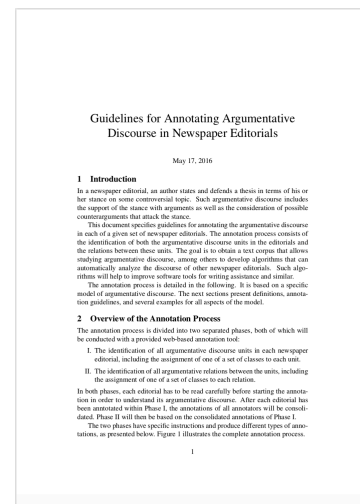 Guidelines for Annotating Argumentative
Discourse in Newspaper Editorials
May 17, 2016
1 Introduction
In a newspaper editorial, an author states and defends a thesis in terms of his or
her stance on some controversial topic. Such argumentative discourse includes
the support of the stance with arguments as well as the consideration of possible
counterarguments that attack the stance.
This document specifies guidelines for annotating the argumentative discourse
in each of a given set of newspaper editorials. The annotation process consists of
the identification of both the argumentative discourse units in the editorials and
the relations between these units. The goal is to obtain a text corpus that allows
studying argumentative discourse, among others to develop algorithms that can
automatically analyze the discourse of other newspaper editorials. Such algo-
rithms will help to improve software tools for writing assistance and similar.
The annotation process is detailed in the following. It is based on a specific
model of argumentative discourse. The next sections present definitions, annota-
tion guidelines, and several examples for all aspects of the model.
2 Overview of the Annotation Process
The annotation process is divided into two separated phases, both of which will
be conducted with a provided web-based annotation tool:
I. The identification of all argumentative discourse units in each newspaper
editorial, including the assignment of one of a set of classes to each unit.
II. The identification of all argumentative relations between the units, including
the assignment of one of a set of classes to each relation.
In both phases, each editorial has to be read carefully before starting the annota-
tion in order to understand its argumentative discourse. After each editorial has
been anntotated within Phase I, the annotations of all annotators will be consoli-
dated. Phase II will then be based on the consolidated annotations of Phase I.
The two phases have specific instructions and produce different types of anno-
tations, as presented below. Figure 1 illustrates the complete annotation process.
1